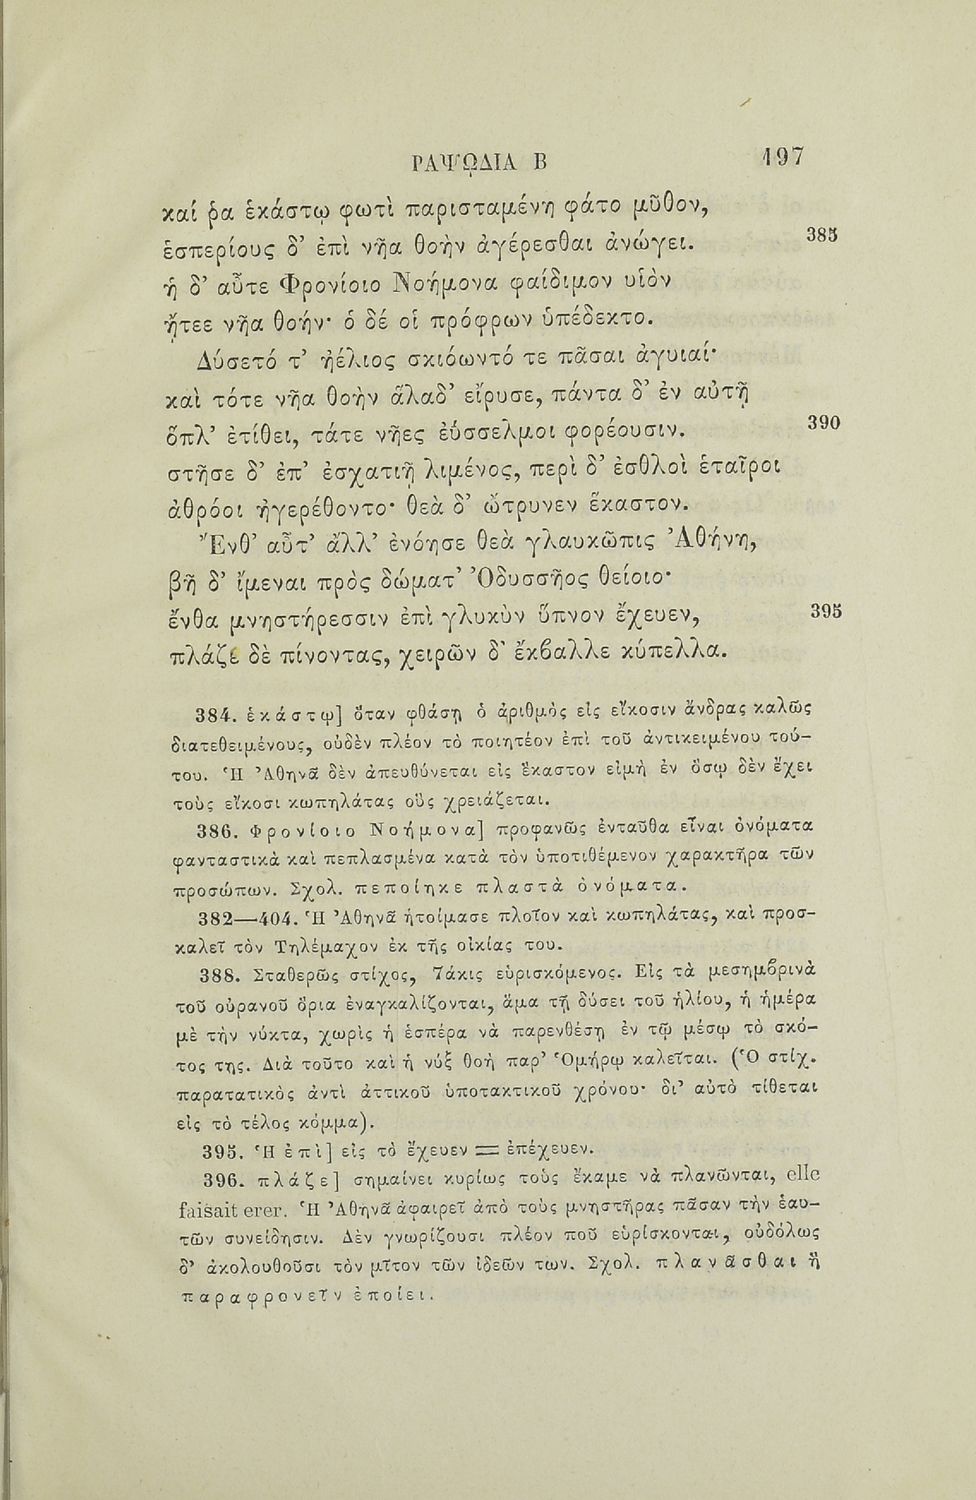 ΡΑΨῼΔΙΑ Β 197
καί ῥα ἑκάστῳ φωτὶ παρισταμένη φάτο μῦθον,
ἑσπερίους δ’ ἐπὶ νῆα θοὴν ἀγέρεσθαι ἀνώγει. 385
ἡ δ’ αὖτε Φρονίοιο Νοήμονα φαίδιμον υἱὸν
ᾔτεε νῆα θοήν· ὁ δέ οἱ πρόφρων ὑπέδεκτο.
Δύσετό τ’ ἠέλιος σκιόωντό τε πᾶσαι ἀγυιαί·
καὶ τότε νῆα θοὴν ἅλαδ’ εἴρυσε, πάντα δ’ ἐν αὐτῇ
ὅπλ’ ἐτίθει, τάτε νῆες ἐύσσελμοι φορέουσιν. 390
στῆσε δ’ ἐπ’ ἐσχατιῇ λιμένος, περὶ δ’ ἐσθλοὶ ἑταῖροι
ἀθρόοι ἠγερέθοντο· θεὰ δ’ ὤτρυνεν ἕκαστον.
Ἔνθ’ αὖτ’ ἄλλ’ ἐνόησε θεὰ γλαυκῶπις Ἀθήνη,
βῆ δ’ ἴμεναι πρὸς δώματ’ Ὀδυσσῆος θείοιο·
ἔνθα μνηστήρεσσιν ἐπὶ γλυκὺν ὕπνον ἔχευεν, 395
πλάζε δὲ πίνοντας, χειρῶν δ’ ἔκβαλλε κύπελλα.
384. ἑκάστῳ] ὅταν φθάσῃ ὁ ἀριθμὸς εἰς εἴκοσιν ἄνδρας καλῶς
διατεθειμένους, οὐδὲν πλέον τὸ ποιητέον ἐπὶ τοῦ ἀντικειμένου τού-
του. Ἡ Ἀθηνᾶ δὲν ἀπευθύνεται εἰς ἕκαστον εἰμὴ ἐν ὅσῳ δὲν ἔχει
τοὺς εἴκοσι κωπηλάτας οὓς χρειάζεται.
386. Φρονίοιο Νοήμονα] προφανῶς ἐνταῦθα εἶναι ὀνόματα
φανταστικὰ καὶ πεπλασμένα κατὰ τὸν ὑποτιθέμενον χαρακτῆρα τῶν
προσώπων. Σχολ. πεποίηκε πλαστὰ ὀνόματα.
382—404. Ἡ Ἀθηνᾶ ἡτοίμασε πλοῖον καὶ κωπηλάτας, καὶ προσ-
καλεῖ τὸν Τηλέμαχον ἐκ τῆς οἰκίας του.
388. Σταθερῶς στίχος, 7άκις εὑρισκόμενος. Εἰς τὰ μεσημβρινὰ
τοῦ οὐρανοῦ ὅρια ἐναγκαλίζονται, ἅμα τῇ δύσει τοῦ ἡλίου, ἡ ἡμέρα
μὲ τὴν νύκτα, χωρὶς ἡ ἑσπέρα νὰ παρενθέσῃ ἐν τῷ μέσῳ τὸ σκό-
τος της. Διὰ τοῦτο καὶ ἡ νὺξ θοὴ παρ’ Ὁμήρῳ καλεῖται. (Ὁ στίχ.
παρατατικὸς ἀντὶ ἀττικοῦ ὑποτακτικοῦ χρόνου· δι’ αὐτὸ τίθεται
εἰς τὸ τέλος κόμμα).
395. Ἡ ἐπὶ] εἰς τὸ ἔχευεν = ἐπέχευεν.
396. πλάζε] σημαίνει κυρίως τοὺς ἔκαμε νὰ πλανῶνται, elle
faisait erer. Ἡ Ἀθηνᾶ ἀφαιρεῖ ἀπὸ τοὺς μνηστῆρας πᾶσαν τὴν ἑαυ-
τῶν συνείδησιν. Δὲν γνωρίζουσι πλέον ποῦ εὑρίσκονται, οὐδόλως
δ’ ἀκολουθοῦσι τὸν μῖτον τῶν ἰδεῶν των. Σχολ. πλανᾶσθαι ἢ
παραφρονεῖν ἐποίει.